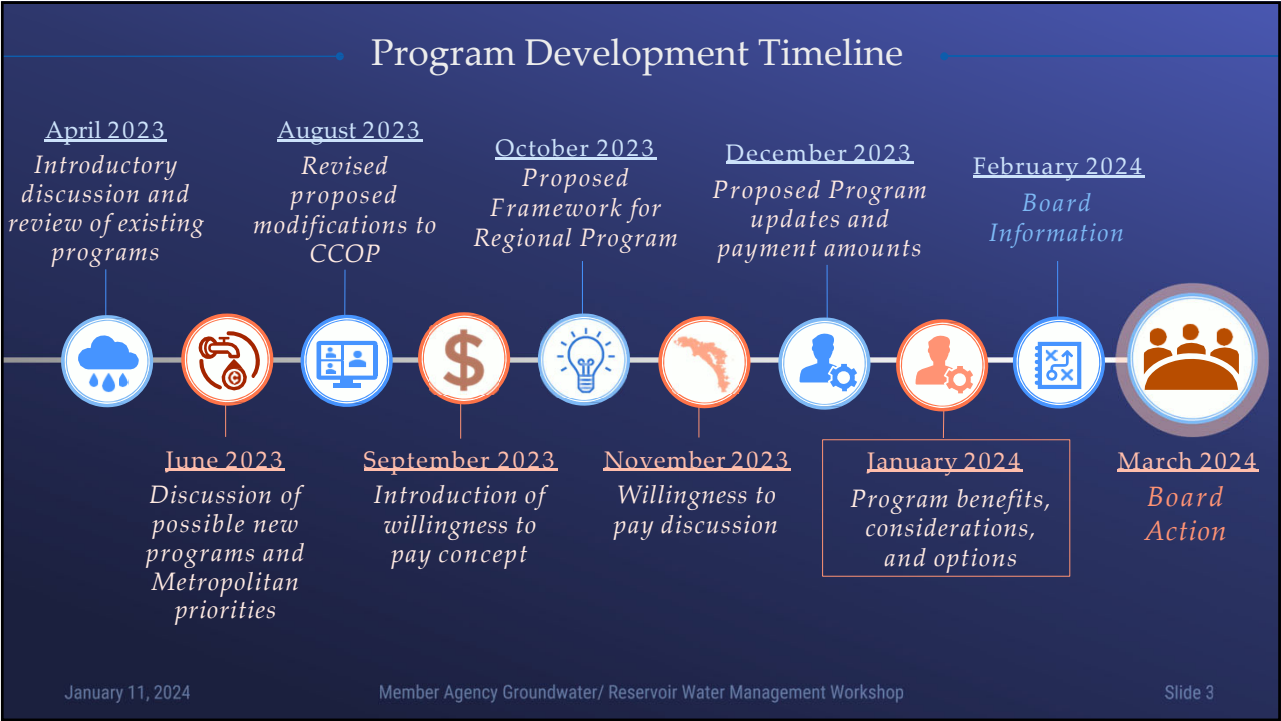 Program Development Timeline
April 2023
Introductory
discussion and
review of existing
programs
August 2023
Revised
proposed
modifications to
CCOP
October 2023
Proposed
Framework for
Regional Program
December 2023
Proposed Program
updates and
payment amounts
February 2024
Board
Information
$
June 2023
Discussion of
possible new
programs and
Metropolitan
priorities
September 2023
Introduction of
willingness to
pay concept
November 2023
Willingness to
pay discussion
January 2024
Program benefits,
considerations,
and options
March 2024
Board
Action
January 11, 2024
Member Agency Groundwater/ Reservoir Water Management Workshop
Slide 3